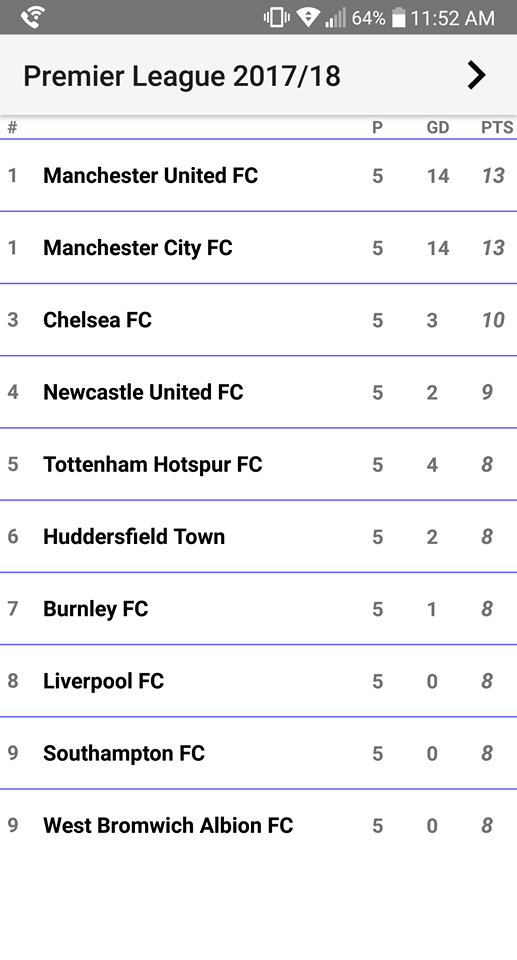 64% 11:52 AM
Premier League 2017/18
# P GD PTS
1 Manchester United FC 5 14 13
1 Manchester City FC 5 14 13
3 Chelsea FC 5 3 10
4 Newcastle United FC 5 2 9
5 Tottenham Hotspur FC 5 4 8
6 Huddersfield Town 5 2 8
7 Burnley FC 5 1 8
8 Liverpool FC 5 0 8
9 Southampton FC 5 0 8
9 West Bromwich Albion FC 5 0 8